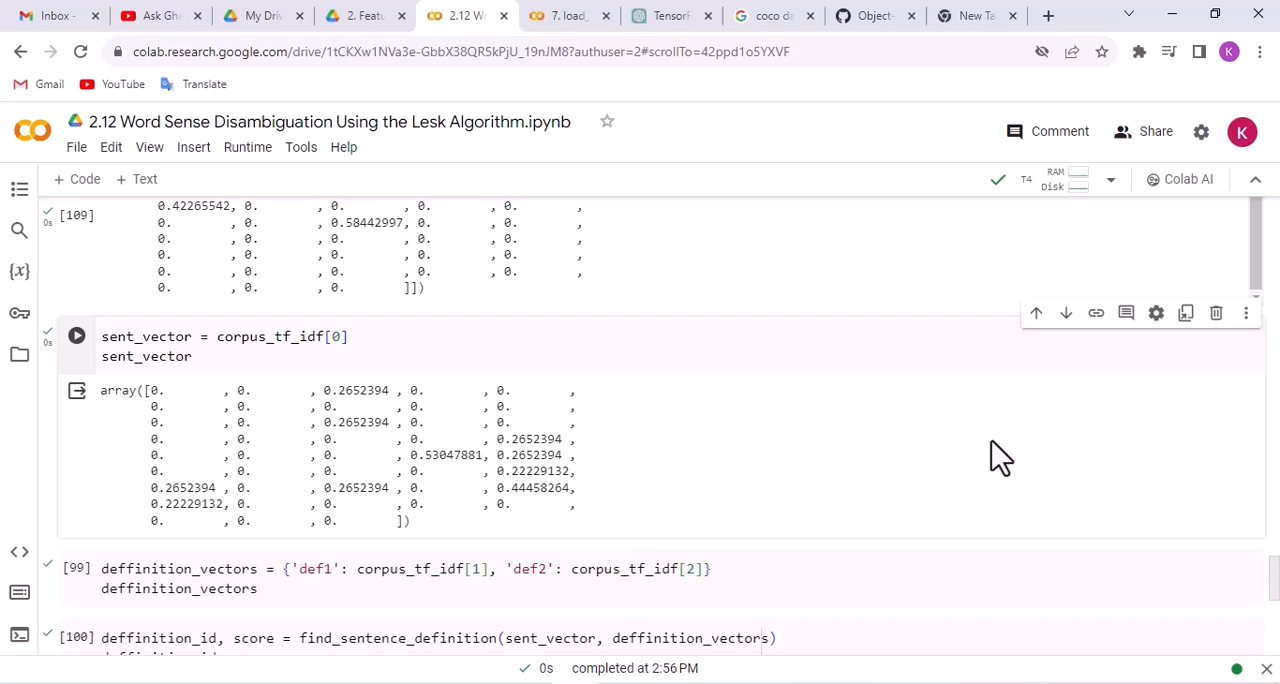 Inbox -
Ask Gha
My Driv
2. Featu
2.12 Wo
7. load_
TensorF
coco da
Object-
New Ta
colab.research.google.com/drive/1tCKXw1NVa3e-GbbX38QR5kPjU_19nJM8?authuser=2#scrollTo=42ppd1o5YXVF
K
Gmail YouTube Translate
2.12 Word Sense Disambiguation Using the Lesk Algorithm.ipynb
Comment Share K
File Edit View Insert Runtime Tools Help
+ Code + Text
T4 RAM Disk Colab AI
[109] 0.42265542, 0. , 0. , 0. , 0. ,
0s 0. , 0. , 0.58442997, 0. , 0. ,
0. , 0. , 0. , 0. , 0. ,
0. , 0. , 0. , 0. , 0. ,
0. , 0. , 0. , 0. , 0. ,
0. , 0. , 0. ]])
sent_vector = corpus_tf_idf[0]
0s
sent_vector
array([0. , 0. , 0.2652394 , 0. , 0. ,
0. , 0. , 0. , 0. , 0. ,
0. , 0. , 0.2652394 , 0. , 0. ,
0. , 0. , 0. , 0. , 0.2652394 ,
0. , 0. , 0. , 0.53047881, 0.2652394 ,
0. , 0. , 0. , 0. , 0.22229132,
0.2652394 , 0. , 0.2652394 , 0. , 0.44458264,
0.22229132, 0. , 0. , 0. , 0. ,
0. , 0. , 0. ])
[99] deffinition_vectors = {'def1': corpus_tf_idf[1], 'def2': corpus_tf_idf[2]}
deffinition_vectors
[100] deffinition_id, score = find_sentence_definition(sent_vector, deffinition_vectors)
0s completed at 2:56 PM